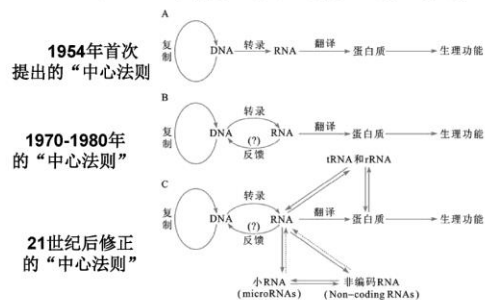 A
1954年首次
提出的“中心法则
复制
DNA
转录
RNA
翻译
蛋白质
生理功能
B
1970-1980年
的“中心法则”
复制
DNA
转录
(?)
反馈
RNA
翻译
蛋白质
生理功能
tRNA和rRNA
C
21世纪后修正
的“中心法则”
复制
DNA
转录
(?)
反馈
RNA
翻译
蛋白质
生理功能
小RNA
(microRNAs)
非编码RNA
(Non-coding RNAs)